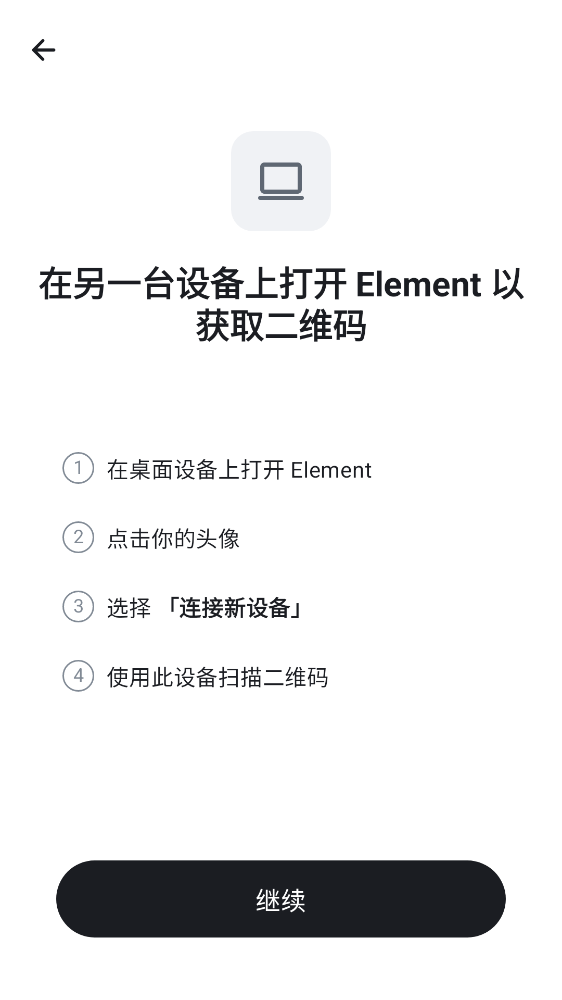 在另一台设备上打开 Element 以
获取二维码
1 在桌面设备上打开 Element
2 点击你的头像
3 选择 「连接新设备」
4 使用此设备扫描二维码
继续